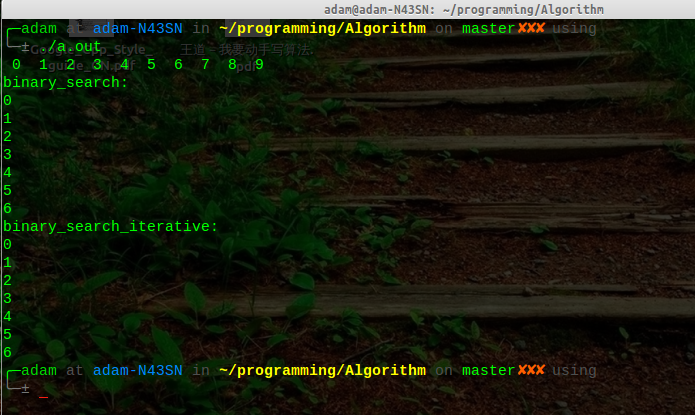 adam@adam-N43SN: ~/programming/Algorithm
╭─adam at adam-N43SN in ~/programming/Algorithm on master✘✘✘ using
╰─± ./a.out
0 1 2 3 4 5 6 7 8 9
binary_search:
0
1
2
3
4
5
6
binary_search_iterative:
0
1
2
3
4
5
6
╭─adam at adam-N43SN in ~/programming/Algorithm on master✘✘✘ using
╰─± _